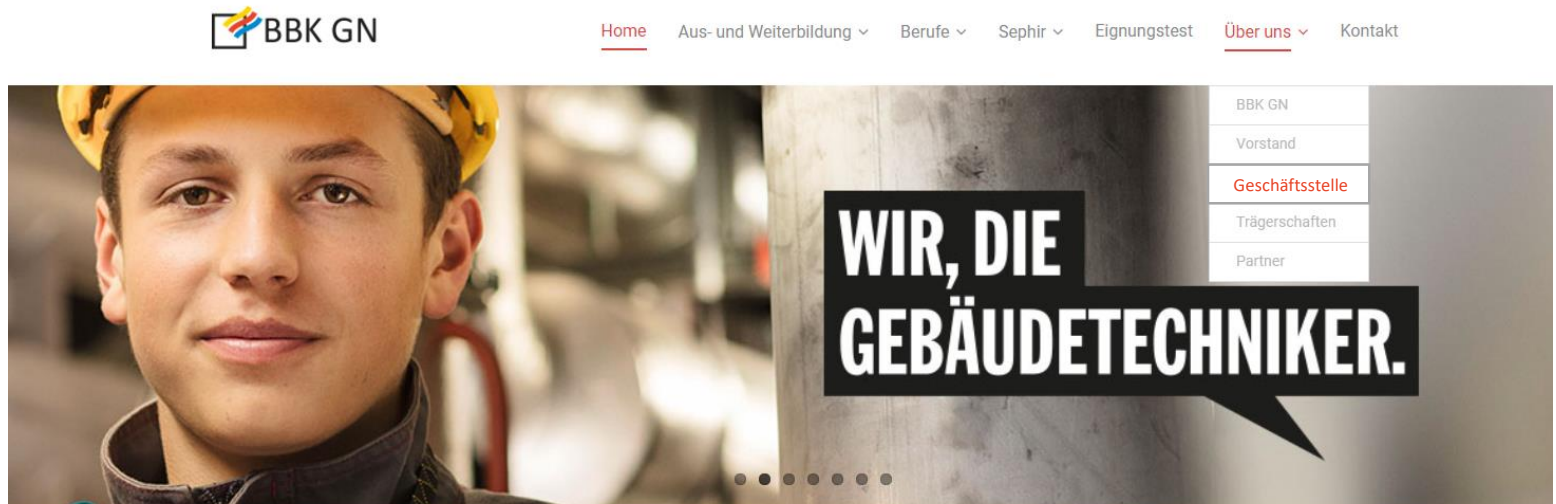 BBK GN
Home Aus- und Weiterbildung Berufe Sephir Eignungstest Über uns Kontakt
BBK GN
Vorstand
Geschäftsstelle
Trägerschaften
Partner
WIR, DIE
GEBÄUDETECHNIKER.